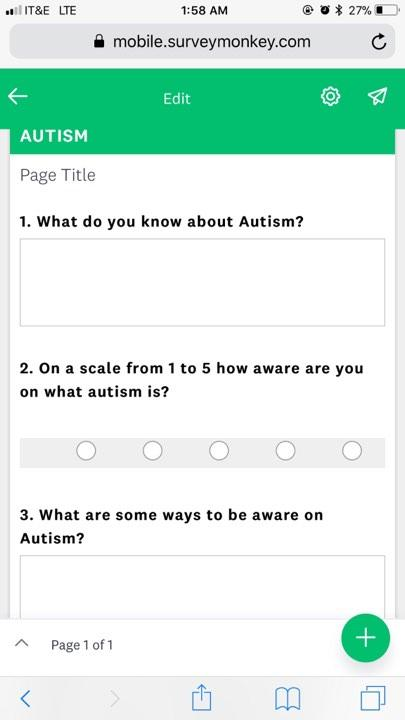 IT&E LTE 1:58 AM 27%
mobile.surveymonkey.com
Edit
AUTISM
Page Title
1. What do you know about Autism?
2. On a scale from 1 to 5 how aware are you
on what autism is?
3. What are some ways to be aware on
Autism?
Page 1 of 1